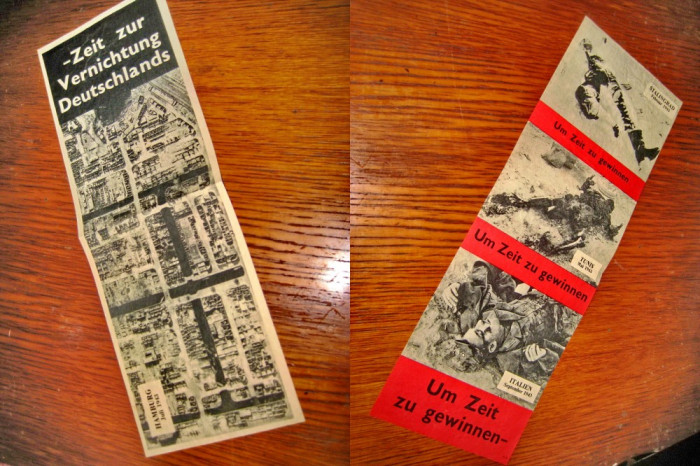 -Zeit zur
Vernichtung
Deutschlands
HAMBURG
Juli 1943
STALINGRAD
Februar 1943
Um Zeit zu gewinnen
TUNIS
Mai 1943
Um Zeit zu gewinnen
ITALIEN
September 1943
Um Zeit
zu gewinnen-